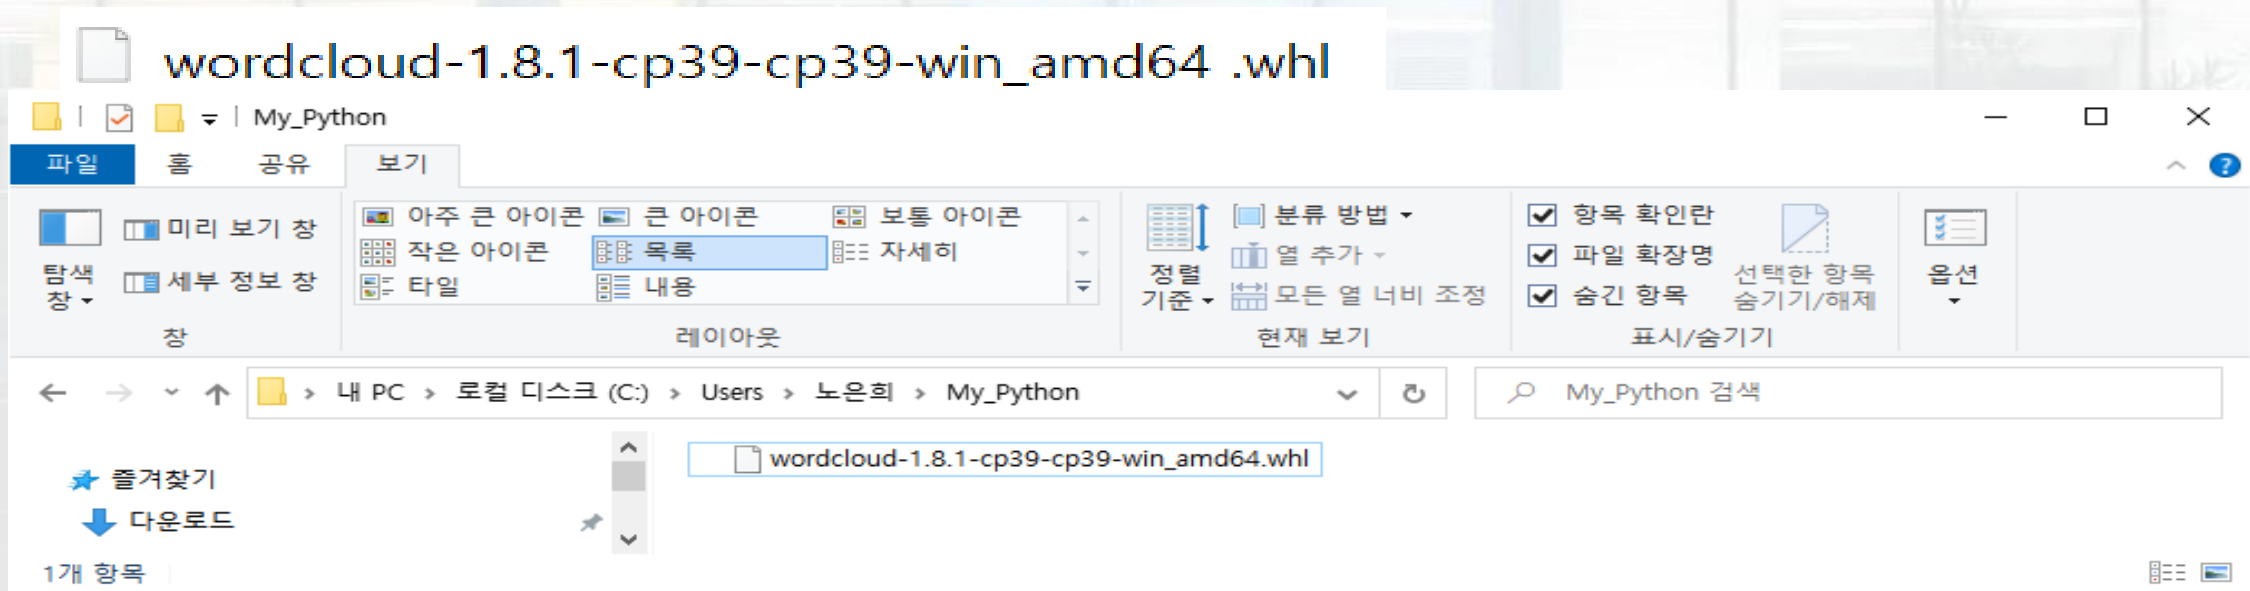 wordcloud-1.8.1-cp39-cp39-win_amd64 .whl
My_Python
파일 홈 공유 보기
아주 큰 아이콘 큰 아이콘 보통 아이콘
작은 아이콘 목록 자세히
타일 내용
레이아웃
탐색 창
미리 보기 창
세부 정보 창
창
정렬 기준
분류 방법
열 추가
모든 열 너비 조정
현재 보기
항목 확인란
파일 확장명
숨긴 항목
선택한 항목
숨기기/해제
표시/숨기기
옵션
내 PC > 로컬 디스크 (C:) > Users > 노은희 > My_Python
My_Python 검색
즐겨찾기
다운로드
wordcloud-1.8.1-cp39-cp39-win_amd64.whl
1개 항목